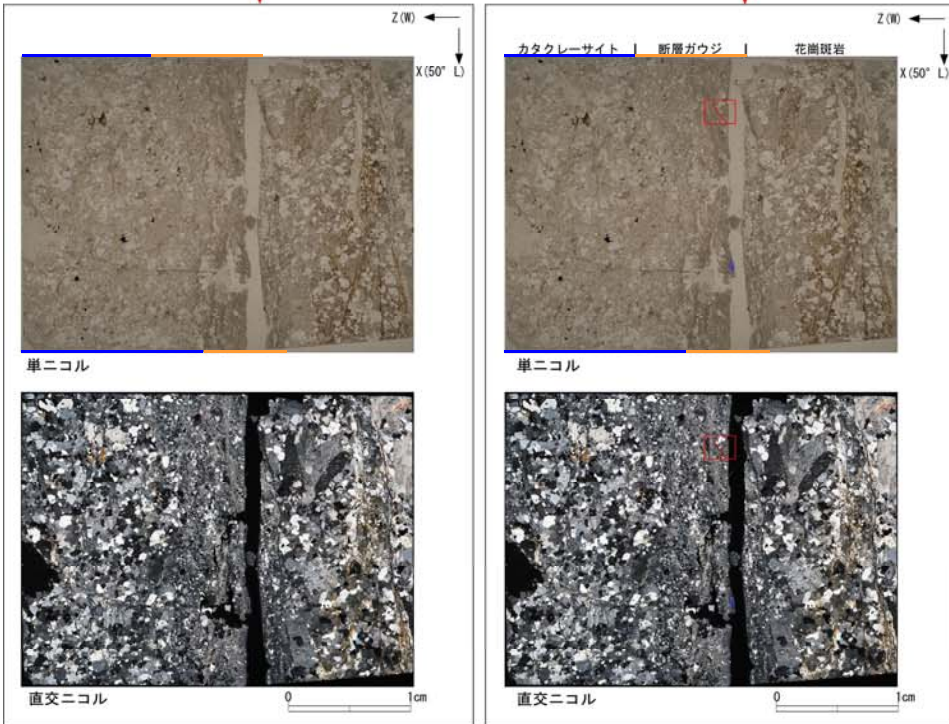 Z(W)
X(50°L)
単ニコル
直交ニコル
0
1cm
Z(W)
カタクレーサイト
断層ガウジ
花崗斑岩
X(50°L)
単ニコル
直交ニコル
0
1cm